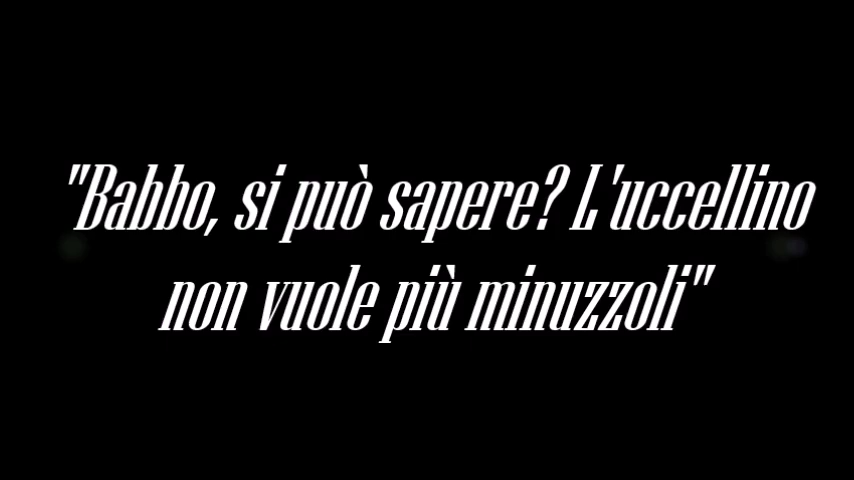 "Babbo, si può sapere? L'uccellino
non vuole più minuzzoli"